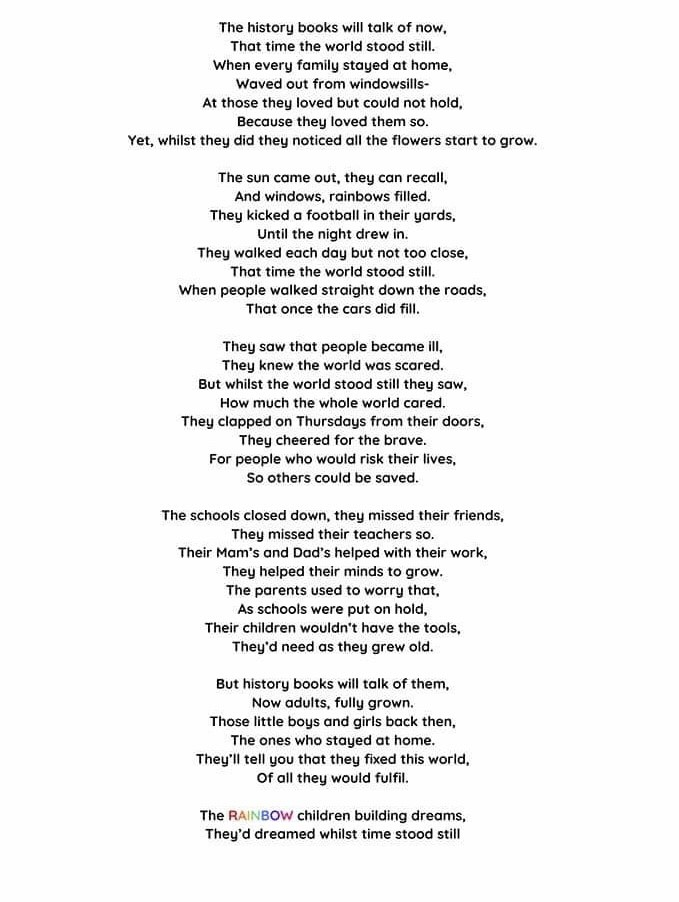 The history books will talk of now,
That time the world stood still.
When every family stayed at home,
Waved out from windowsills-
At those they loved but could not hold,
Because they loved them so.
Yet, whilst they did they noticed all the flowers start to grow.
The sun came out, they can recall,
And windows, rainbows filled.
They kicked a football in their yards,
Until the night drew in.
They walked each day but not too close,
That time the world stood still.
When people walked straight down the roads,
That once the cars did fill.
They saw that people became ill,
They knew the world was scared.
But whilst the world stood still they saw,
How much the whole world cared.
They clapped on Thursdays from their doors,
They cheered for the brave.
For people who would risk their lives,
So others could be saved.
The schools closed down, they missed their friends,
They missed their teachers so.
Their Mam's and Dad's helped with their work,
They helped their minds to grow.
The parents used to worry that,
As schools were put on hold,
Their children wouldn't have the tools,
They'd need as they grew old.
But history books will talk of them,
Now adults, fully grown.
Those little boys and girls back then,
The ones who stayed at home.
They'll tell you that they fixed this world,
Of all they would fulfil.
The RAINBOW children building dreams,
They'd dreamed whilst time stood still